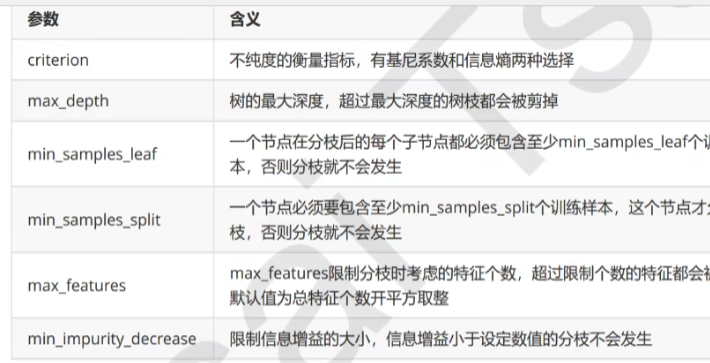 参数 含义
criterion 不纯度的衡量指标，有基尼系数和信息熵两种选择
max_depth 树的最大深度，超过最大深度的树枝都会被剪掉
min_samples_leaf 一个节点在分枝后的每个子节点都必须包含至少min_samples_leaf个
本，否则分枝就不会发生
min_samples_split 一个节点必须要包含至少min_samples_split个训练样本，这个节点才
枝，否则分枝就不会发生
max_features max_features限制分枝时考虑的特征个数，超过限制个数的特征都会
默认值为总特征个数开平方取整
min_impurity_decrease 限制信息增益的大小，信息增益小于设定数值的分枝不会发生